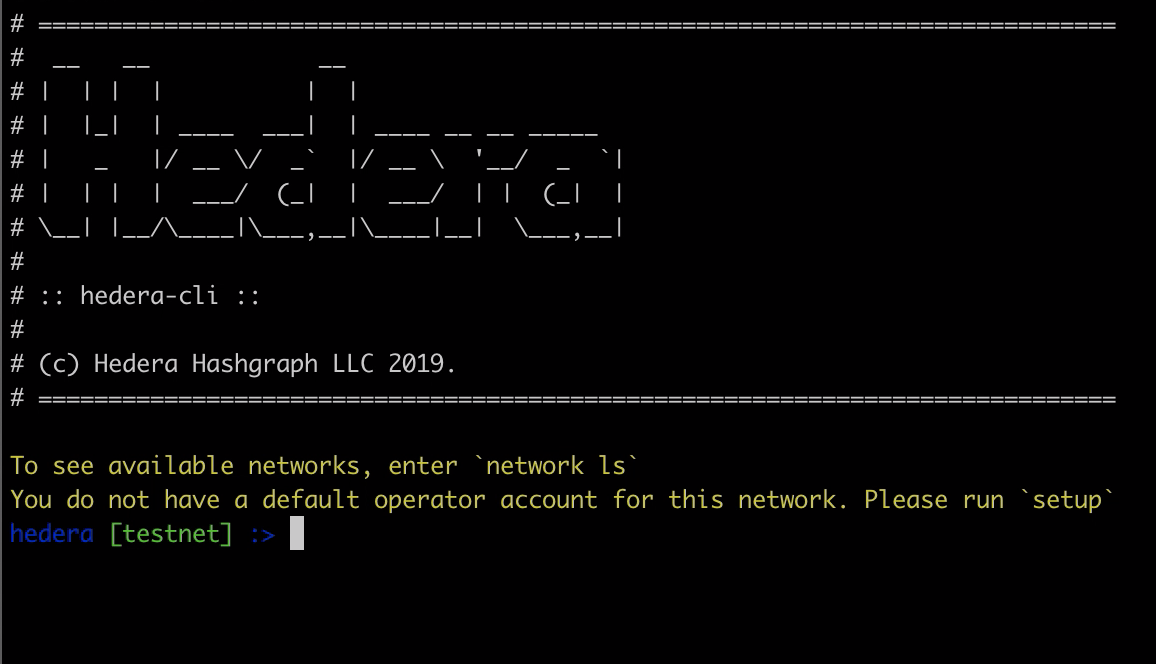 # =============================================================================
#   __   __            __
#  |  | |  |          |  |
#  |  |_|  | ____  ___|  | ____ __ __ _____
#  |   _   |/ __ \/  _`  |/ __ \  '__/  _  `|
#  |  | |  |  ___/  (_|  |  ___/  | |  (_|  |
#  \__| |__/\____|\___,__|\____|__|  \___,__|
#
# :: hedera-cli ::
#
# (c) Hedera Hashgraph LLC 2019.
# =============================================================================
To see available networks, enter `network ls`
You do not have a default operator account for this network. Please run `setup`
hedera [testnet] :>